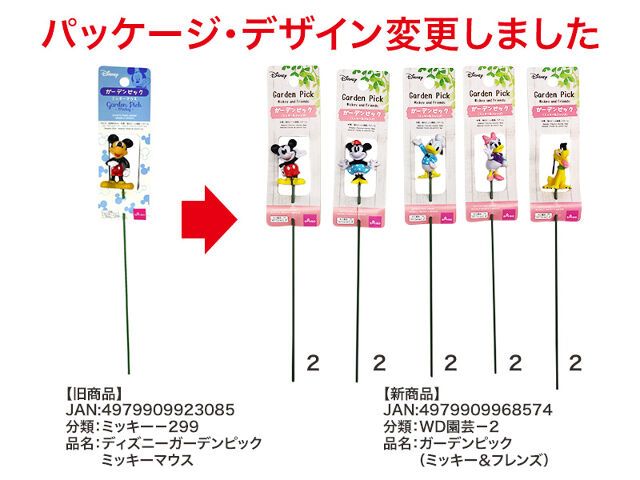 パッケージ・デザイン変更しました
Disney
ガーデンピック
ミッキーマウス
Garden Pick
Disney
Garden Pick
Mickey and Friends
ガーデンピック
Disney
Garden Pick
Mickey and Friends
ガーデンピック
Disney
Garden Pick
Mickey and Friends
ガーデンピック
Disney
Garden Pick
Mickey and Friends
ガーデンピック
Disney
Garden Pick
Mickey and Friends
ガーデンピック
2
2
2
2
2
【旧商品】
JAN:4979909923085
分類：ミッキー－299
品名：ディズニーガーデンピック
ミッキーマウス
【新商品】
JAN:4979909968574
分類：WD園芸－2
品名：ガーデンピック
（ミッキー＆フレンズ）